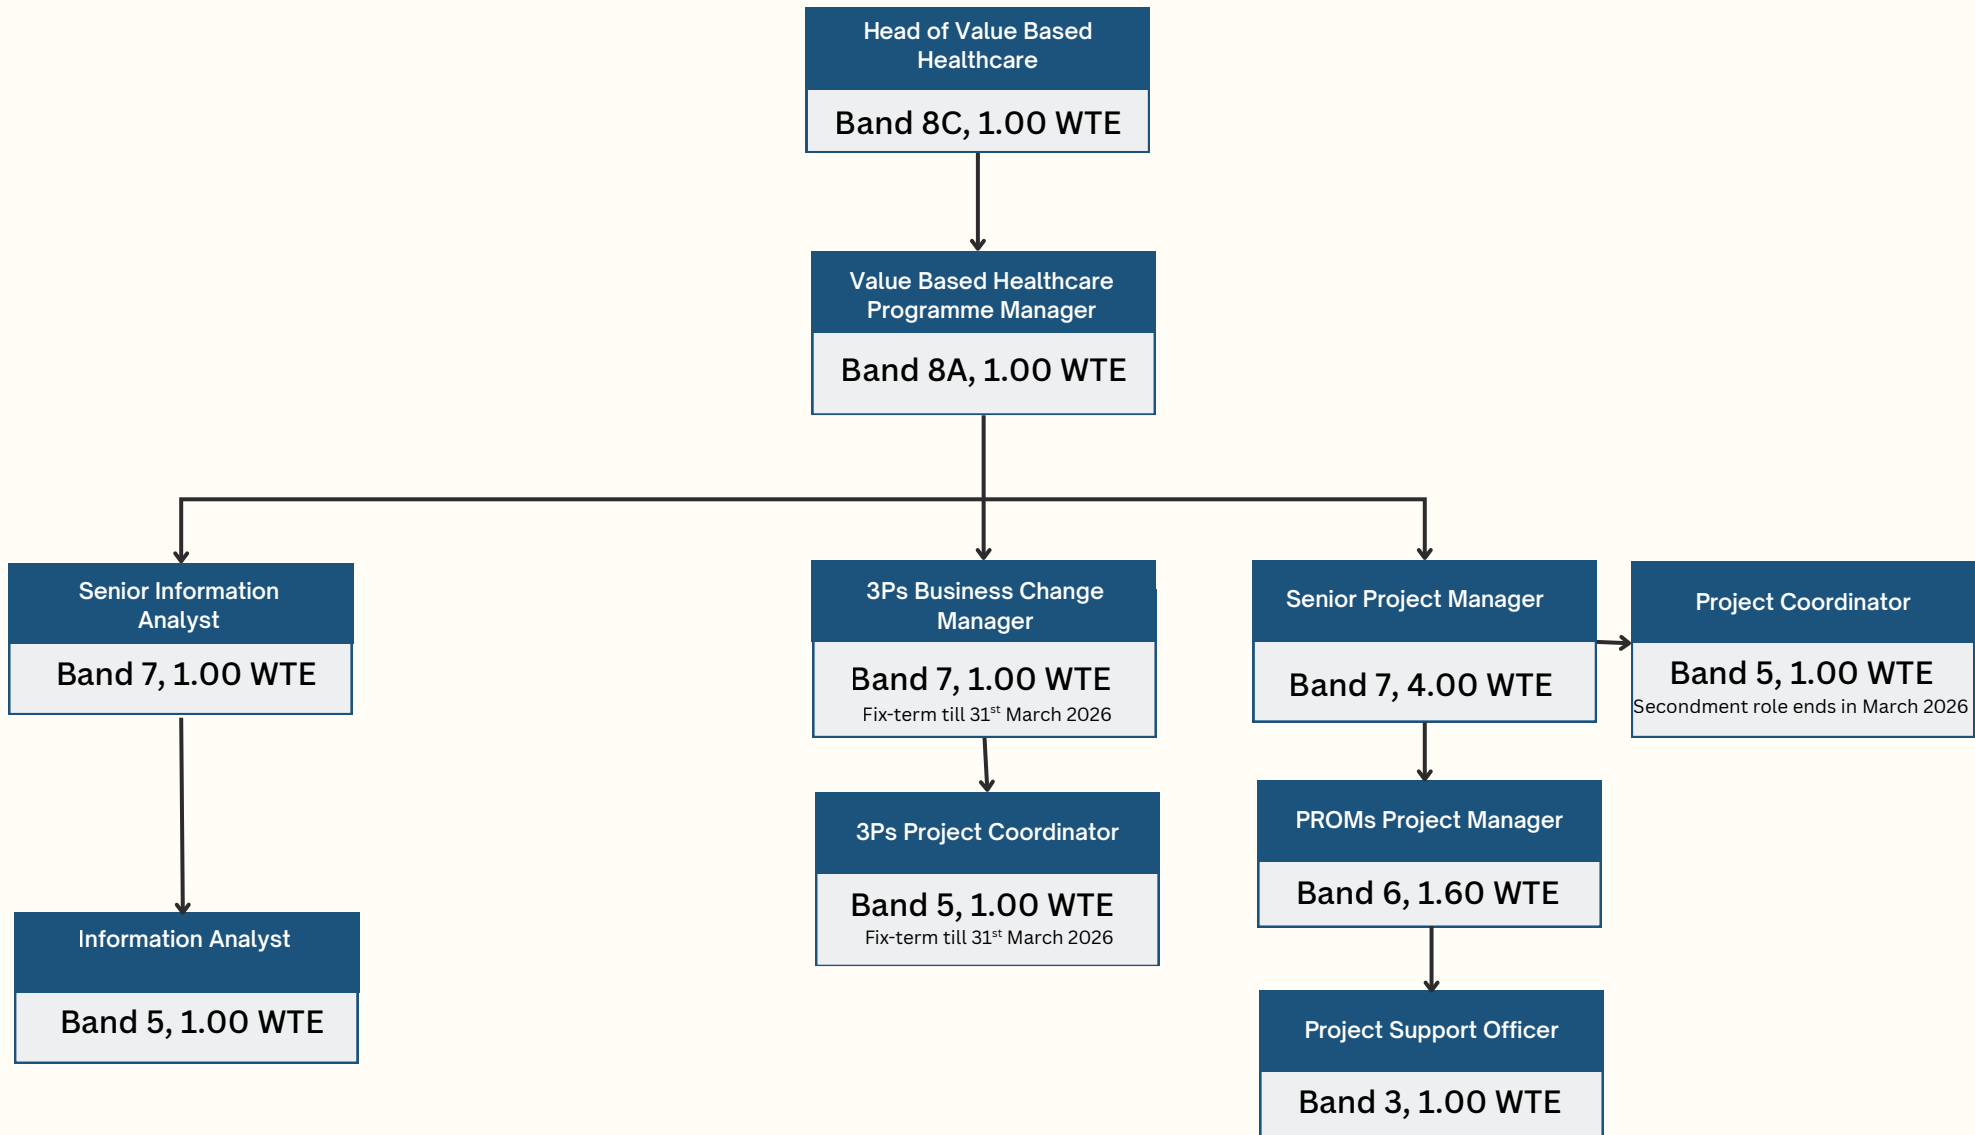 Head of Value Based
Healthcare
Band 8C, 1.00 WTE
Value Based Healthcare
Programme Manager
Band 8A, 1.00 WTE
Senior Information
Analyst
Band 7, 1.00 WTE
Information Analyst
Band 5, 1.00 WTE
3Ps Business Change
Manager
Band 7, 1.00 WTE
Fix-term till 31st March 2026
3Ps Project Coordinator
Band 5, 1.00 WTE
Fix-term till 31st March 2026
Senior Project Manager
Band 7, 4.00 WTE
Project Coordinator
Band 5, 1.00 WTE
Secondment role ends in March 2026
PROMs Project Manager
Band 6, 1.60 WTE
Project Support Officer
Band 3, 1.00 WTE